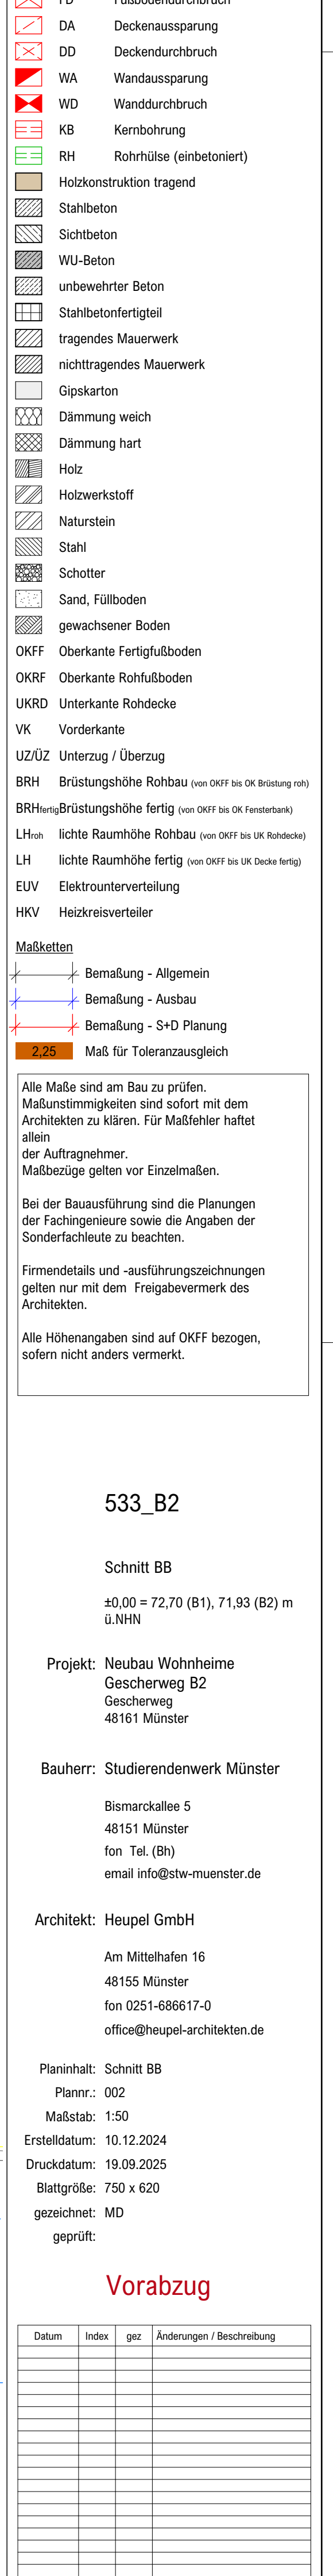 FD Fußbodendurchbruch
DA Deckenaussparung
DD Deckendurchbruch
WA Wandaussparung
WD Wanddurchbruch
KB Kernbohrung
RH Rohrhülse (einbetoniert)
Holzkonstruktion tragend
Stahlbeton
Sichtbeton
WU-Beton
unbewehrter Beton
Stahlbetonfertigteil
tragendes Mauerwerk
nichttragendes Mauerwerk
Gipskarton
Dämmung weich
Dämmung hart
Holz
Holzwerkstoff
Naturstein
Stahl
Schotter
Sand, Füllboden
gewachsener Boden
OKFF Oberkante Fertigfußboden
OKRF Oberkante Rohfußboden
UKRD Unterkante Rohdecke
VK Vorderkante
UZ/ÜZ Unterzug / Überzug
BRH Brüstungshöhe Rohbau (von OKFF bis OK Brüstung roh)
BRHfertig Brüstungshöhe fertig (von OKFF bis OK Fensterbank)
LHroh lichte Raumhöhe Rohbau (von OKFF bis UK Rohdecke)
LH lichte Raumhöhe fertig (von OKFF bis UK Decke fertig)
EUV Elektrounterverteilung
HKV Heizkreisverteiler
Maßketten
Bemaßung - Allgemein
Bemaßung - Ausbau
Bemaßung - S+D Planung
2,25 Maß für Toleranzausgleich
Alle Maße sind am Bau zu prüfen.
Maßunstimmigkeiten sind sofort mit dem
Architekten zu klären. Für Maßfehler haftet
allein
der Auftragnehmer.
Maßbezüge gelten vor Einzelmaßen.
Bei der Bauausführung sind die Planungen
der Fachingenieure sowie die Angaben der
Sonderfachleute zu beachten.
Firmendetails und -ausführungszeichnungen
gelten nur mit dem Freigabevermerk des
Architekten.
Alle Höhenangaben sind auf OKFF bezogen,
sofern nicht anders vermerkt.
533_B2
Schnitt BB
±0,00 = 72,70 (B1), 71,93 (B2) m
ü.NHN
Projekt: Neubau Wohnheime
Gescherweg B2
Gescherweg
48161 Münster
Bauherr: Studierendenwerk Münster
Bismarckallee 5
48151 Münster
fon Tel. (Bh)
email info@stw-muenster.de
Architekt: Heupel GmbH
Am Mittelhafen 16
48155 Münster
fon 0251-686617-0
office@heupel-architekten.de
Planinhalt: Schnitt BB
Plannr.: 002
Maßstab: 1:50
Erstelldatum: 10.12.2024
Druckdatum: 19.09.2025
Blattgröße: 750 x 620
gezeichnet: MD
geprüft:
Vorabzug
Datum Index gez Änderungen / Beschreibung